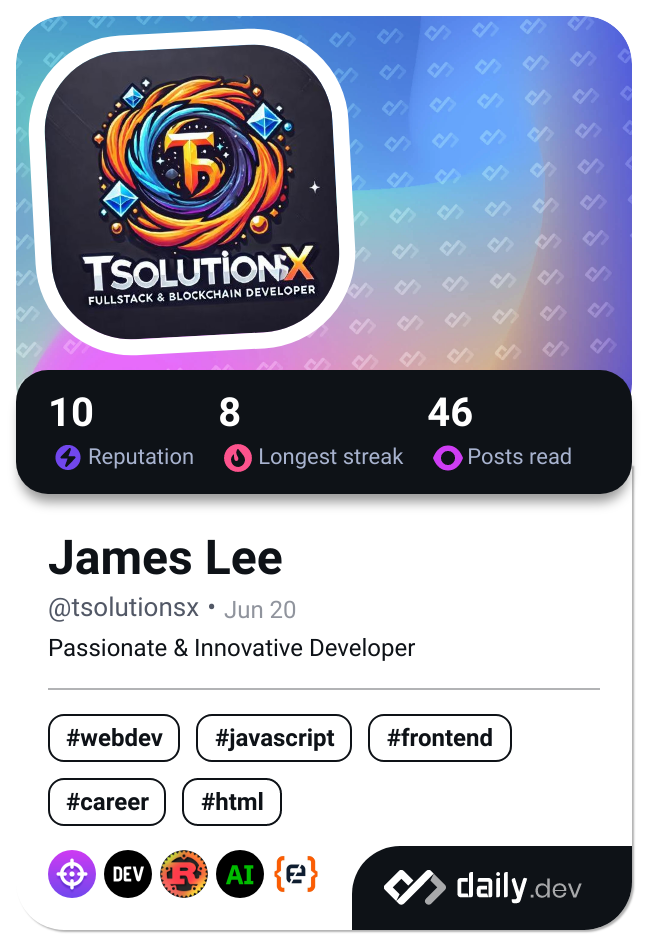 TSOLUTIONSX
FULLSTACK & BLOCKCHAIN DEVELOPER
10 8 46
Reputation Longest streak Posts read
James Lee
@tsolutionsx • Jun 20
Passionate & Innovative Developer
#webdev #javascript #frontend
#career #html
DEV R AI
daily.dev